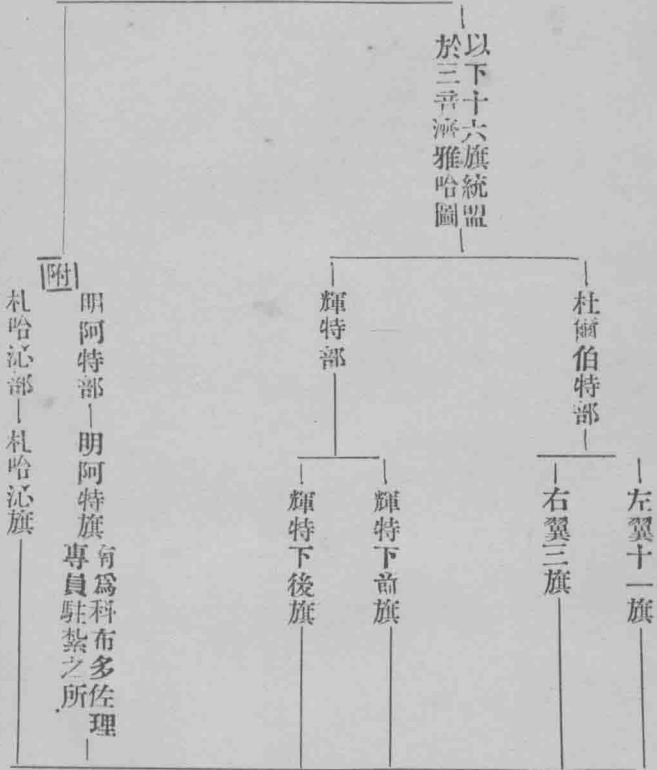 以下十六旗統盟
於三音濟雅哈圖
杜爾伯特部
左翼十一旗
右翼三旗
輝特部
輝特下前旗
輝特下後旗
附
明阿特部
明阿特旗
爲科布多佐理
專員駐紮之所
札哈沁部
札哈沁旗